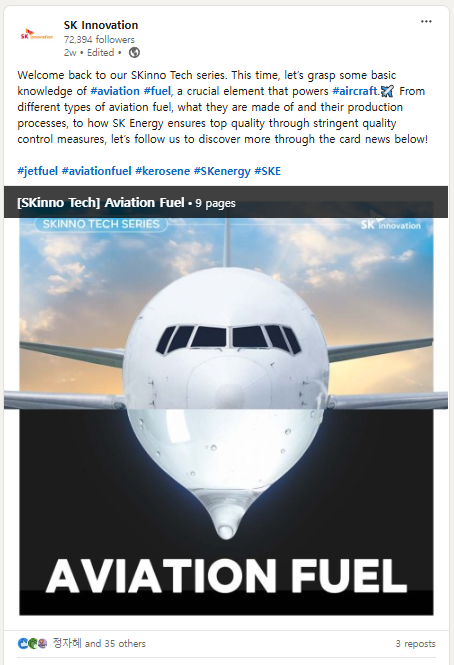 SK Innovation
72,394 followers
2w • Edited •
Welcome back to our SKinno Tech series. This time, let's grasp some basic
knowledge of #aviation #fuel, a crucial element that powers #aircraft.✈️ From
different types of aviation fuel, what they are made of and their production
processes, to how SK Energy ensures top quality through stringent quality
control measures, let's follow us to discover more through the card news below!
#jetfuel #aviationfuel #kerosene #SKenergy #SKE
[SKinno Tech] Aviation Fuel • 9 pages
SKINNO TECH SERIES
SK innovation
AVIATION FUEL
정자혜 and 35 others
3 reposts